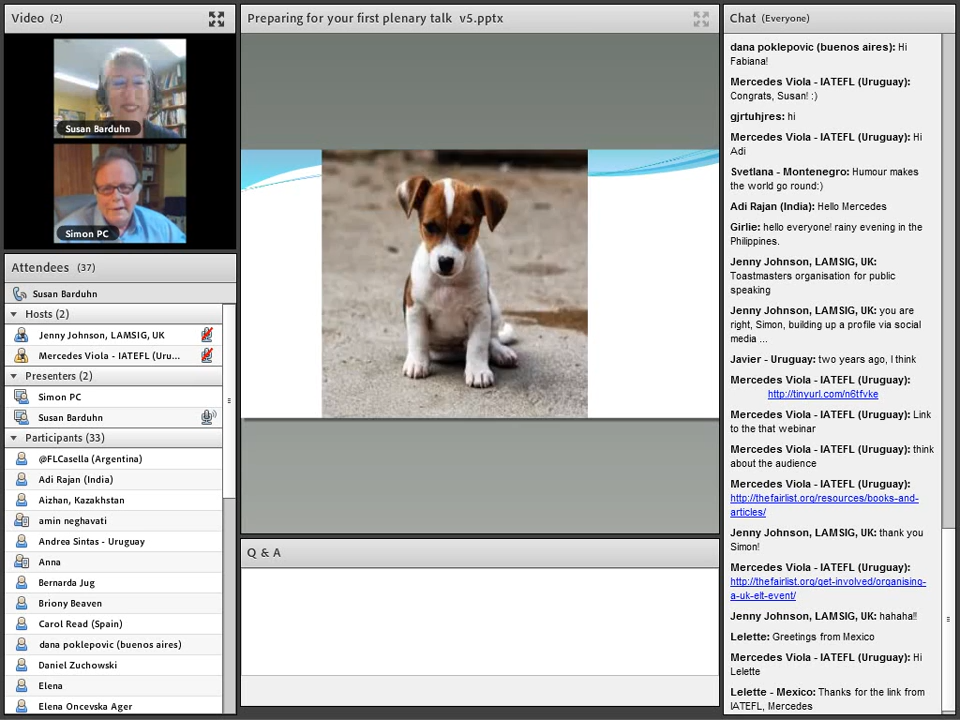 Video (2)
Susan Barduhn
Simon PC
Attendees (37)
Susan Barduhn
Hosts (2)
Jenny Johnson, LAMSIG, UK
Mercedes Viola - IATEFL (Uru...
Presenters (2)
Simon PC
Susan Barduhn
Participants (33)
@FLCasella (Argentina)
Adi Rajan (India)
Aizhan, Kazakhstan
amin neghavati
Andrea Sintas - Uruguay
Anna
Bernarda Jug
Briony Beaven
Carol Read (Spain)
dana poklepovic (buenos aires)
Daniel Zuchowski
Elena
Elena Oncevska Ager
Preparing for your first plenary talk v5.pptx
Q & A
Chat (Everyone)
dana poklepovic (buenos aires): Hi
Fabiana!
Mercedes Viola - IATEFL (Uruguay):
Congrats, Susan! :)
gjrtuhjres: hi
Mercedes Viola - IATEFL (Uruguay): Hi
Adi
Svetlana - Montenegro: Humour makes
the world go round:)
Adi Rajan (India): Hello Mercedes
Girlie: hello everyone! rainy evening in the
Philippines.
Jenny Johnson, LAMSIG, UK:
Toastmasters organisation for public
speaking
Jenny Johnson, LAMSIG, UK: you are
right, Simon, building up a profile via social
media ...
Javier - Uruguay: two years ago, I think
Mercedes Viola - IATEFL (Uruguay):
http://tinyurl.com/n6tfvke
Mercedes Viola - IATEFL (Uruguay): Link
to the that webinar
Mercedes Viola - IATEFL (Uruguay): think
about the audience
Mercedes Viola - IATEFL (Uruguay):
http://thefairlist.org/resources/books-and-
articles/
Jenny Johnson, LAMSIG, UK: thank you
Simon!
Mercedes Viola - IATEFL (Uruguay):
http://thefairlist.org/get-involved/organising-
a-uk-elt-event/
Jenny Johnson, LAMSIG, UK: hahaha!!
Lelette: Greetings from Mexico
Mercedes Viola - IATEFL (Uruguay): Hi
Lelette
Lelette - Mexico: Thanks for the link from
IATEFL, Mercedes